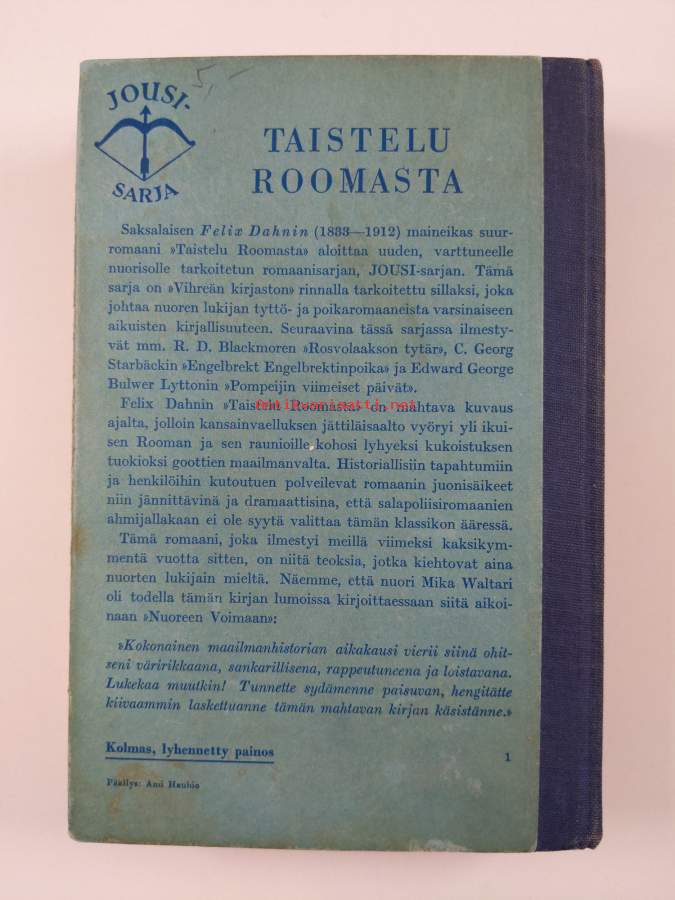 5,-
JOUSI-
SARJA
TAISTELU
ROOMASTA
Saksalaisen Felix Dahnin (1833—1912) maineikas suur-
romaani »Taistelu Roomasta» aloittaa uuden, varttuneelle
nuorisolle tarkoitetun romaanisarjan, JOUSI-sarjan. Tämä
sarja on »Vihreän kirjaston» rinnalla tarkoitettu sillaksi, joka
johtaa nuoren lukijan tyttö- ja poikaromaaneista varsinaiseen
aikuisten kirjallisuuteen. Seuraavina tässä sarjassa ilmesty-
vät mm. R. D. Blackmoren »Rosvolaakson tytär», C. Georg
Starbäckin »Engelbrekt Engelbrektinpoika» ja Edward George
Bulwer Lyttonin »Pompeijin viimeiset päivät».
Felix Dahnin »Taistelu Roomasta» on mahtava kuvaus
antikvariaatti.net
ajalta, jolloin kansainvaelluksen jättiläisaalto vyöryi yli ikui-
sen Rooman ja sen raunioille kohosi lyhyeksi kukoistuksen
tuokioksi goottien maailmanvalta. Historiallisiin tapahtumiin
ja henkilöihin kutoutuen polveilevat romaanin juonisäikeet
niin jännittävinä ja dramaattisina, että salapoliisiromaanien
ahmijallakaan ei ole syytä valittaa tämän klassikon ääressä.
Tämä romaani, joka ilmestyi meillä viimeksi kaksikym-
mentä vuotta sitten, on niitä teoksia, jotka kiehtovat aina
nuorten lukijain mieltä. Näemme, että nuori Mika Waltari
oli todella tämän kirjan lumoissa kirjoittaessaan siitä aikoi-
naan »Nuoreen Voimaan»:
»Kokonainen maailmanhistorian aikakausi vierii siinä ohit-
seni väririkkaana, sankarillisena, rappeutuneena ja loistavana.
Lukekaa muutkin! Tunnette sydämenne paisuvan, hengitätte
kiivaammin laskettuanne tämän mahtavan kirjan käsistänne.»
Kolmas, lyhennetty painos
1
Päällys: Ami Hauhio